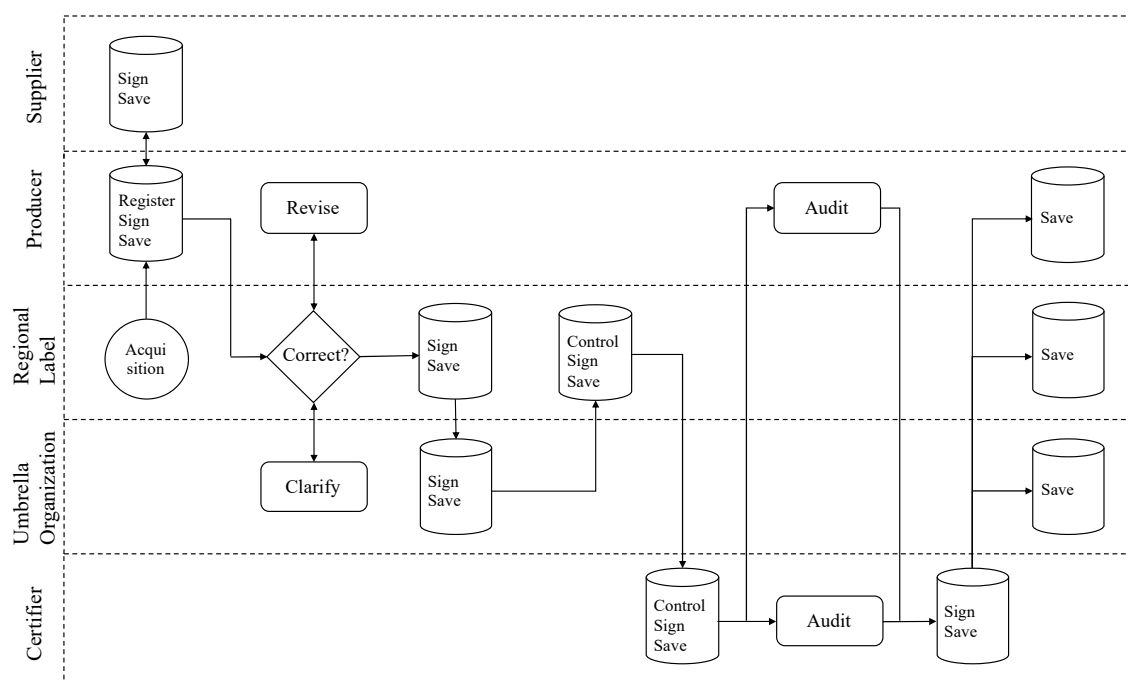 Supplier
Sign
Save
Producer
Register
Sign
Save
Revise
Audit
Save
Regional
Label
Acqui
sition
Correct?
Sign
Save
Control
Sign
Save
Save
Umbrella
Organization
Clarify
Sign
Save
Save
Certifier
Control
Sign
Save
Audit
Sign
Save